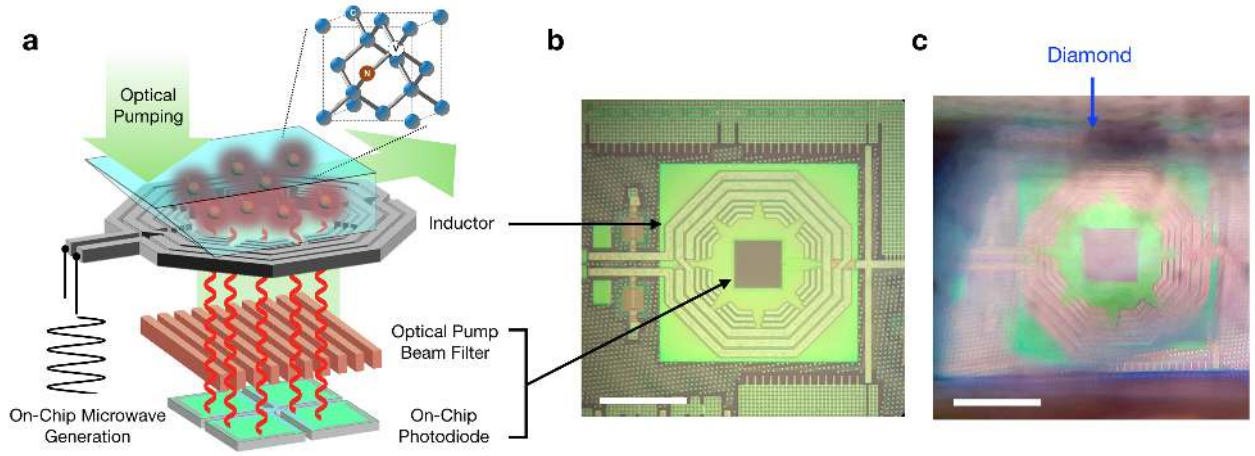 a
Optical
Pumping
C
V
N
Inductor
Optical Pump
Beam Filter
On-Chip Microwave
Generation
On-Chip
Photodiode
b
c
Diamond